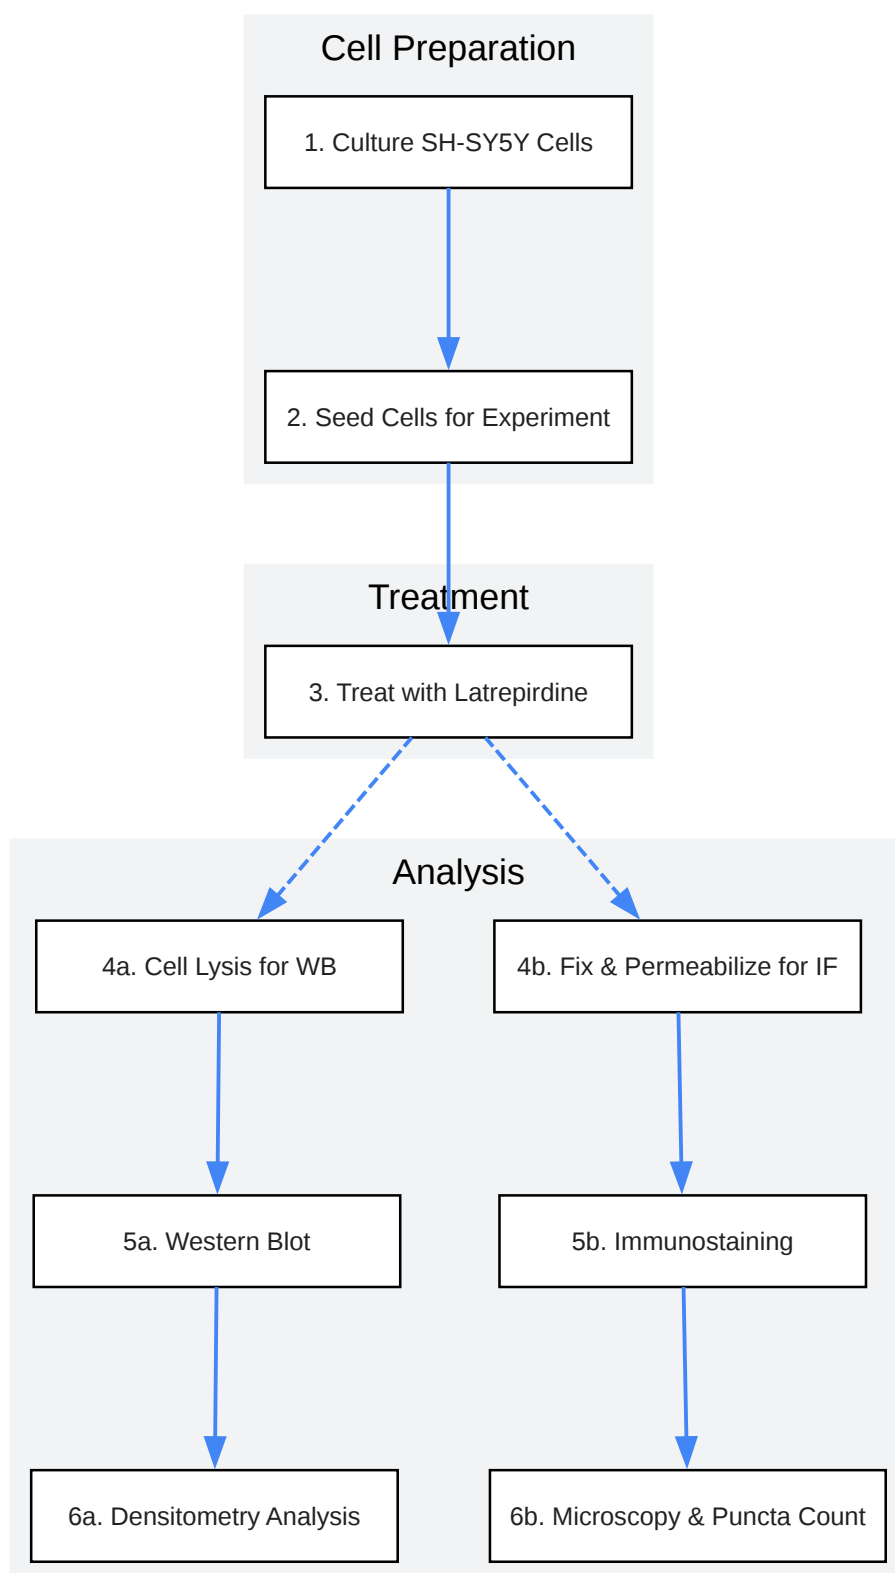 Cell Preparation
1. Culture SH-SY5Y Cells
2. Seed Cells for Experiment
Treatment
3. Treat with Latrepirdine
Analysis
4a. Cell Lysis for WB
4b. Fix & Permeabilize for IF
5a. Western Blot
5b. Immunostaining
6a. Densitometry Analysis
6b. Microscopy & Puncta Count